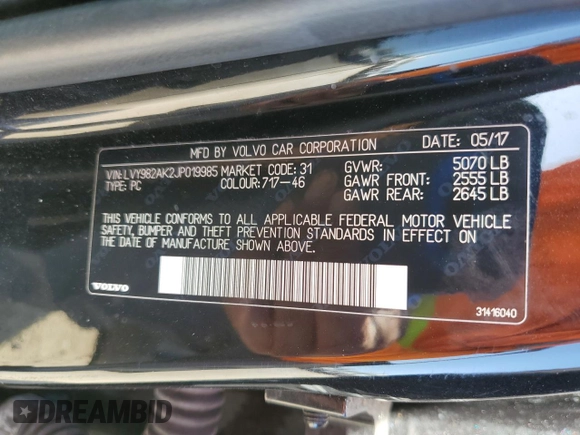 MFD BY VOLVO CAR CORPORATION DATE: 05/17
VIN: LVY982AK2JP019985 MARKET CODE: 31 GVWR: 5070 LB
TYPE: PC COLOUR: 717-46 GAWR FRONT: 2555 LB
GAWR REAR: 2645 LB
THIS VEHICLE CONFORMS TO ALL APPLICABLE FEDERAL MOTOR VEHICLE
SAFETY, BUMPER AND THEFT PREVENTION STANDARDS IN EFFECT ON
THE DATE OF MANUFACTURE SHOWN ABOVE.
VOLVO
31416040
DREAMBID